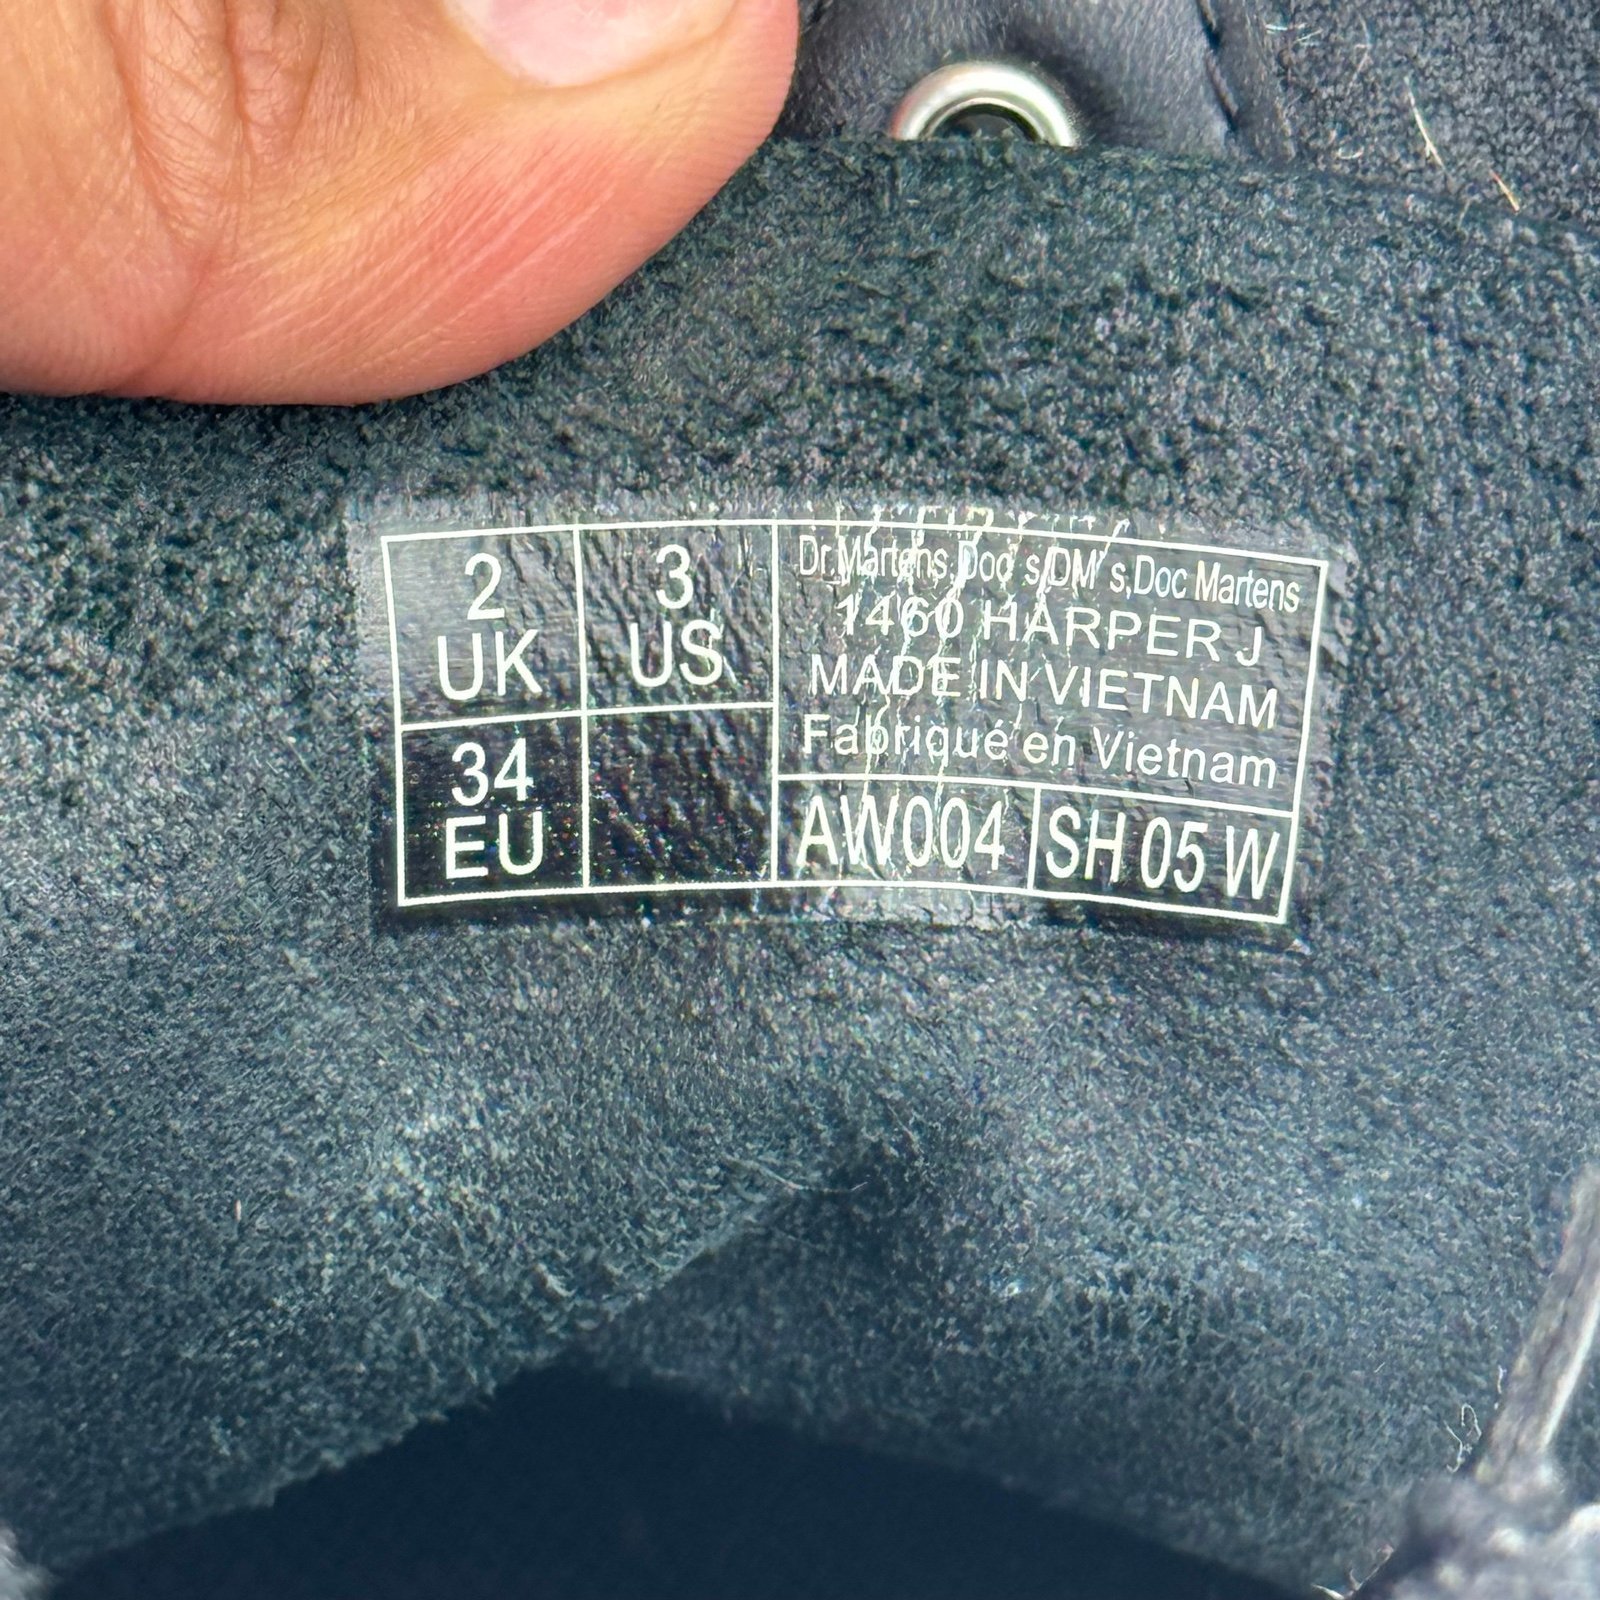 2
UK
3
US
34
EU
Dr.Martens,Doc's,DM's,Doc Martens
1460 HARPER J
MADE IN VIETNAM
Fabriqué en Vietnam
AW004
SH 05 W